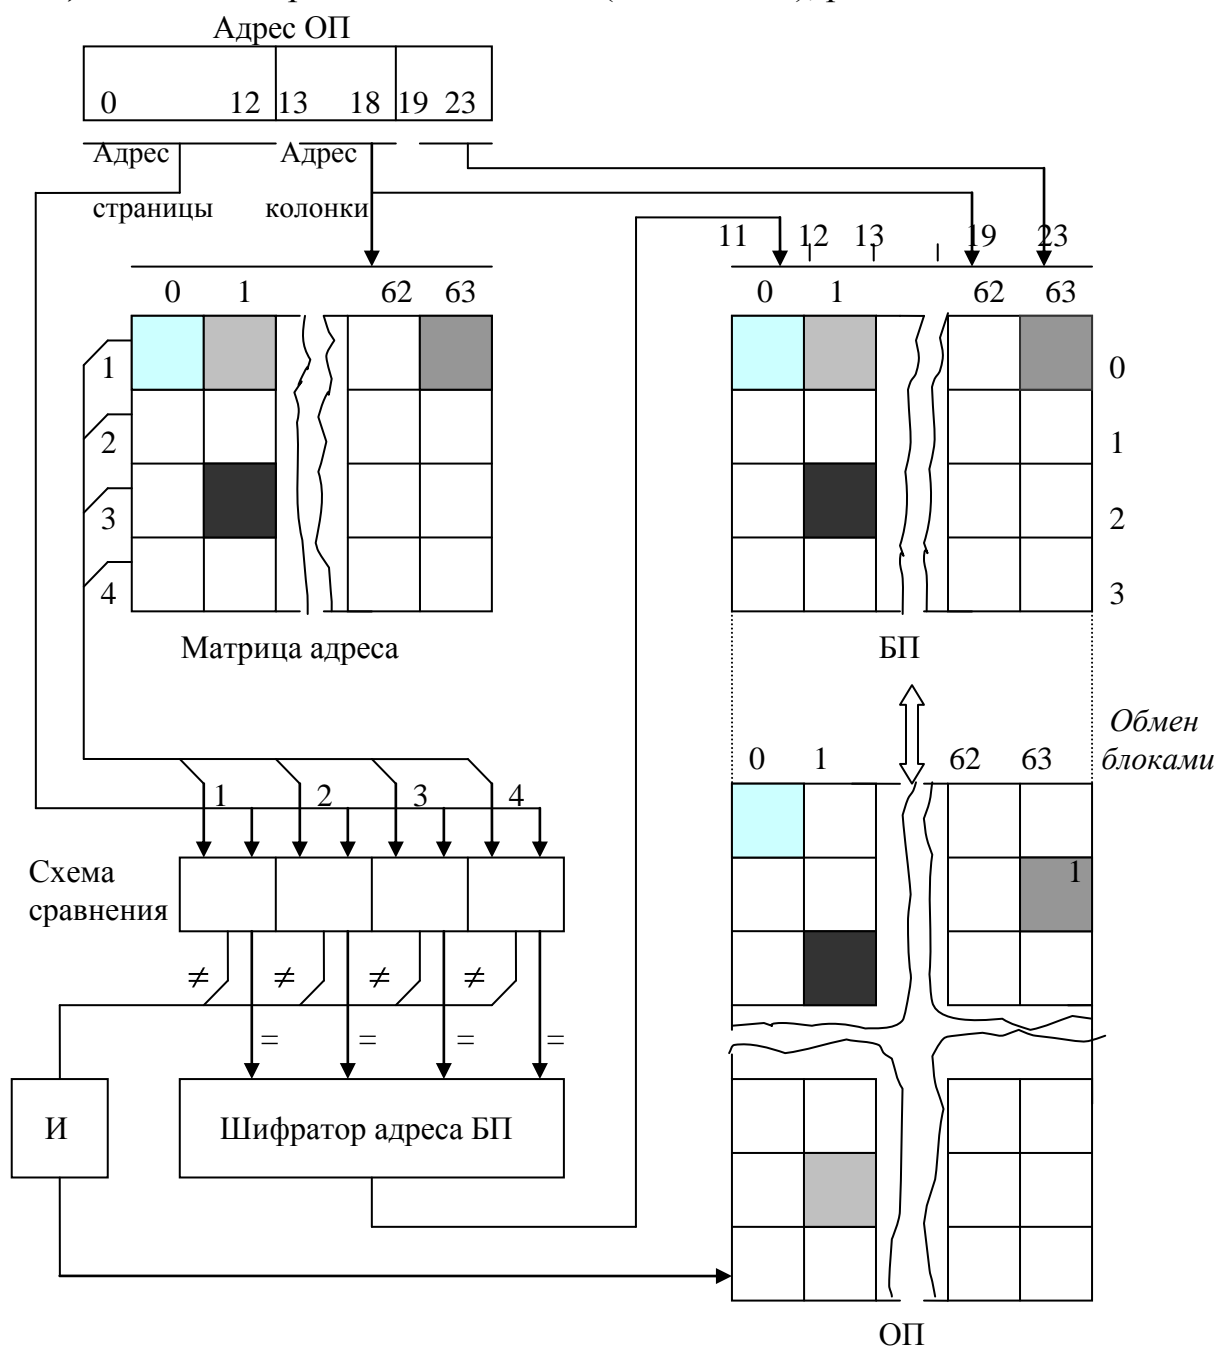 Адрес ОП
0 12 13 18 19 23
Адрес Адрес
страницы колонки
11 12 13 19 23
0 1 62 63
0 1 62 63
1
2
3
4
0
1
2
3
Матрица адреса
БП
Обмен
блоками
0 1 62 63
1 2 3 4
Схема
сравнения
1
≠ ≠ ≠ ≠
= = = =
И
Шифратор адреса БП
ОП